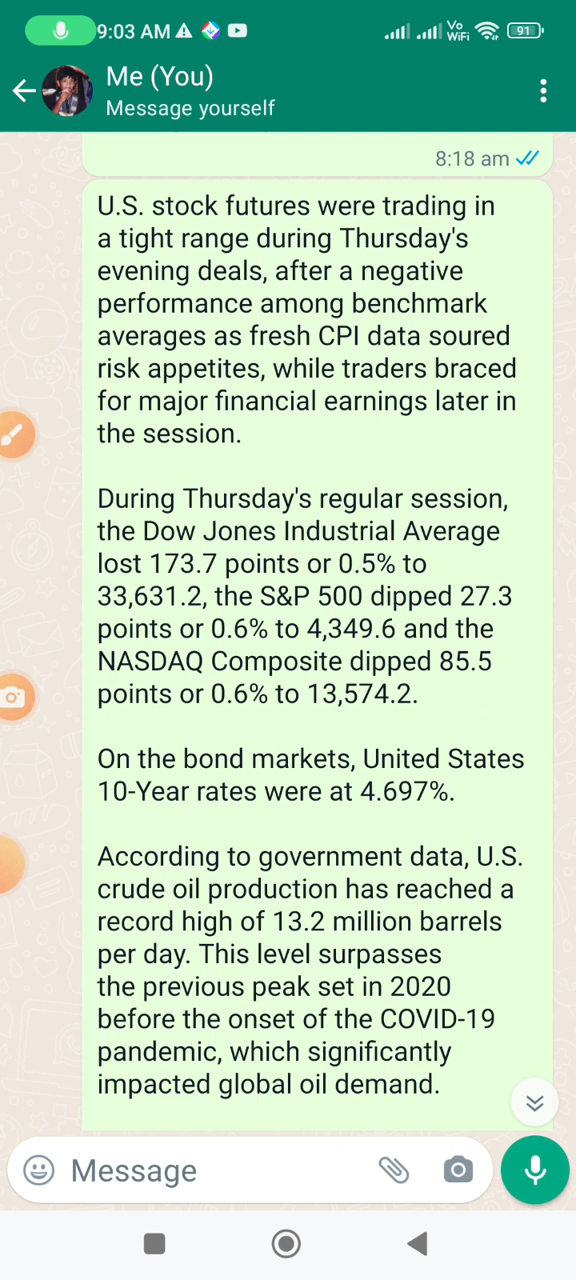 9:03 AM
Vo
WiFi
91
Me (You)
Message yourself
8:18 am
U.S. stock futures were trading in
a tight range during Thursday's
evening deals, after a negative
performance among benchmark
averages as fresh CPI data soured
risk appetites, while traders braced
for major financial earnings later in
the session.
During Thursday's regular session,
the Dow Jones Industrial Average
lost 173.7 points or 0.5% to
33,631.2, the S&P 500 dipped 27.3
points or 0.6% to 4,349.6 and the
NASDAQ Composite dipped 85.5
points or 0.6% to 13,574.2.
On the bond markets, United States
10-Year rates were at 4.697%.
According to government data, U.S.
crude oil production has reached a
record high of 13.2 million barrels
per day. This level surpasses
the previous peak set in 2020
before the onset of the COVID-19
pandemic, which significantly
impacted global oil demand.
Message